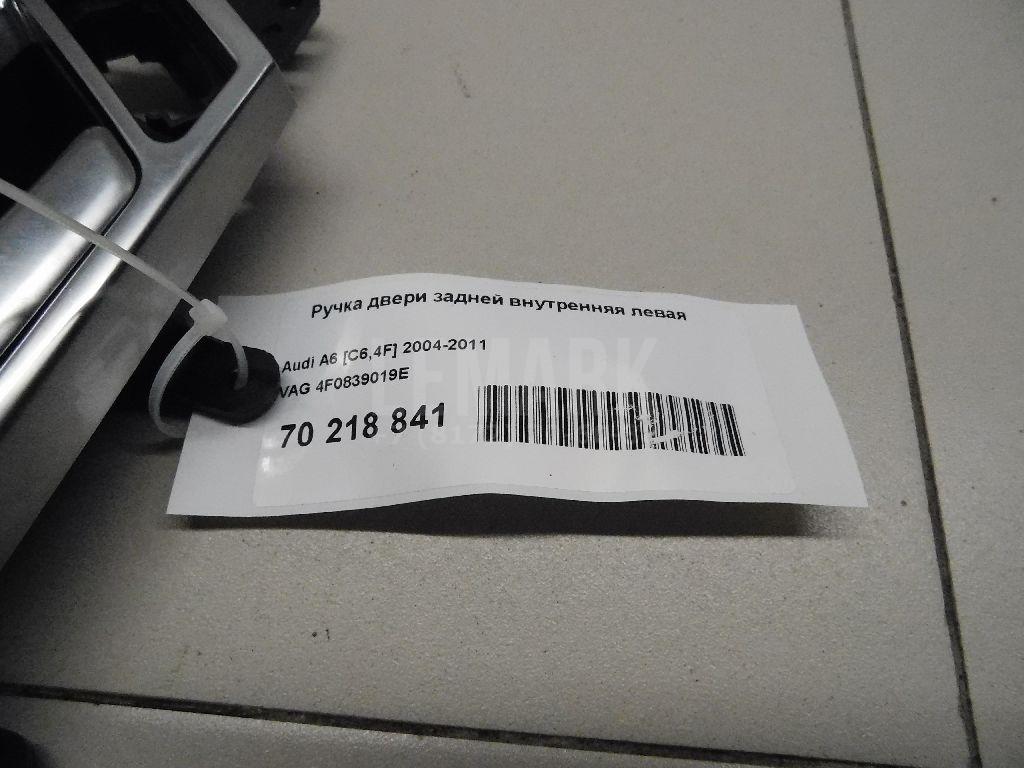 Ручка двери задней внутренняя левая
Audi A6 [C6,4F] 2004-2011
VAG 4F0839019E
70 218 841